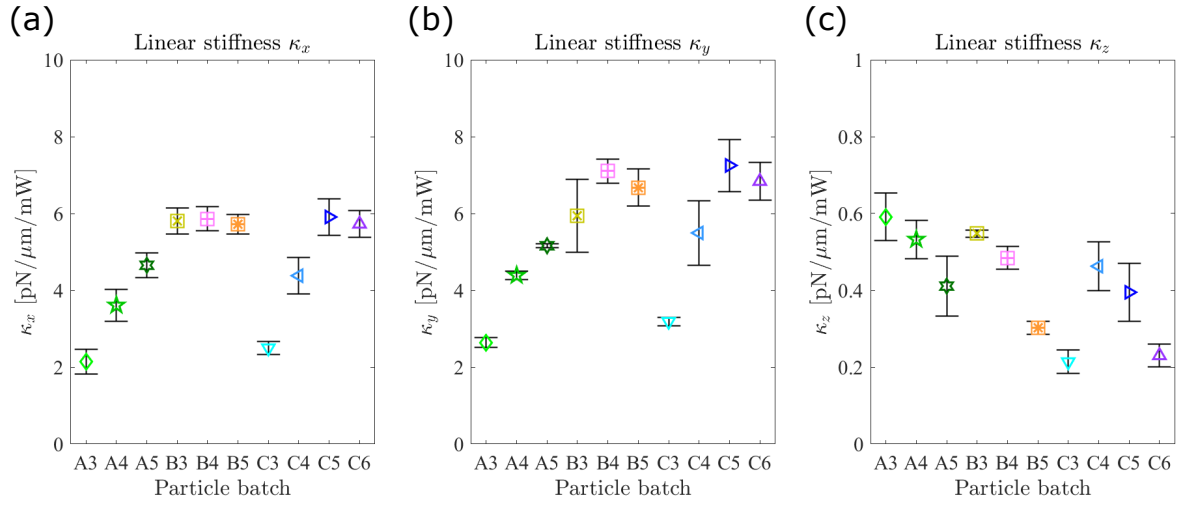 (a)
Linear stiffness κx
κx [pN/μm/mW]
10
8
6
4
2
0
A3 A4 A5 B3 B4 B5 C3 C4 C5 C6
Particle batch
(b)
Linear stiffness κy
κy [pN/μm/mW]
10
8
6
4
2
0
A3 A4 A5 B3 B4 B5 C3 C4 C5 C6
Particle batch
(c)
Linear stiffness κz
κz [pN/μm/mW]
1
0.8
0.6
0.4
0.2
0
A3 A4 A5 B3 B4 B5 C3 C4 C5 C6
Particle batch